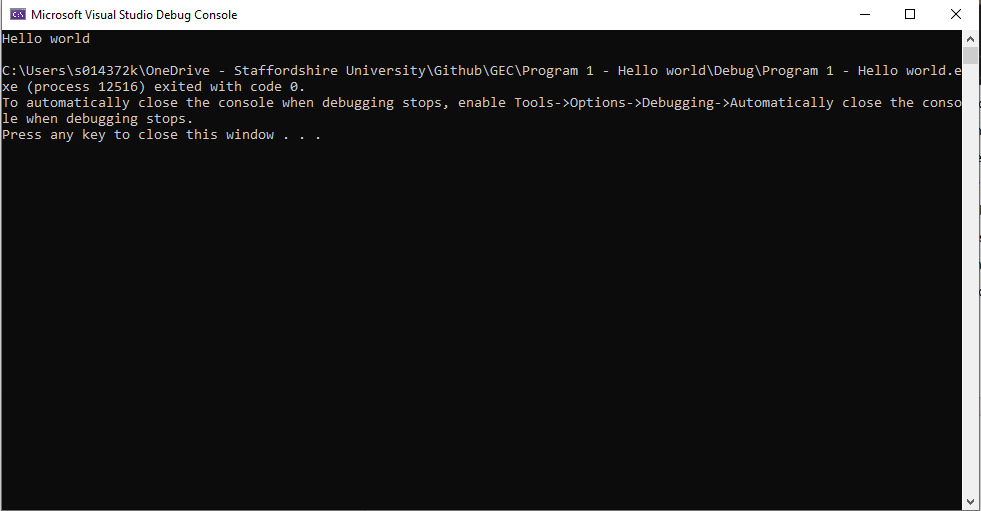 Microsoft Visual Studio Debug Console
Hello world
C:\Users\s014372k\OneDrive - Staffordshire University\Github\GEC\Program 1 - Hello world\Debug\Program 1 - Hello world.e
xe (process 12516) exited with code 0.
To automatically close the console when debugging stops, enable Tools->Options->Debugging->Automatically close the conso
le when debugging stops.
Press any key to close this window . . .